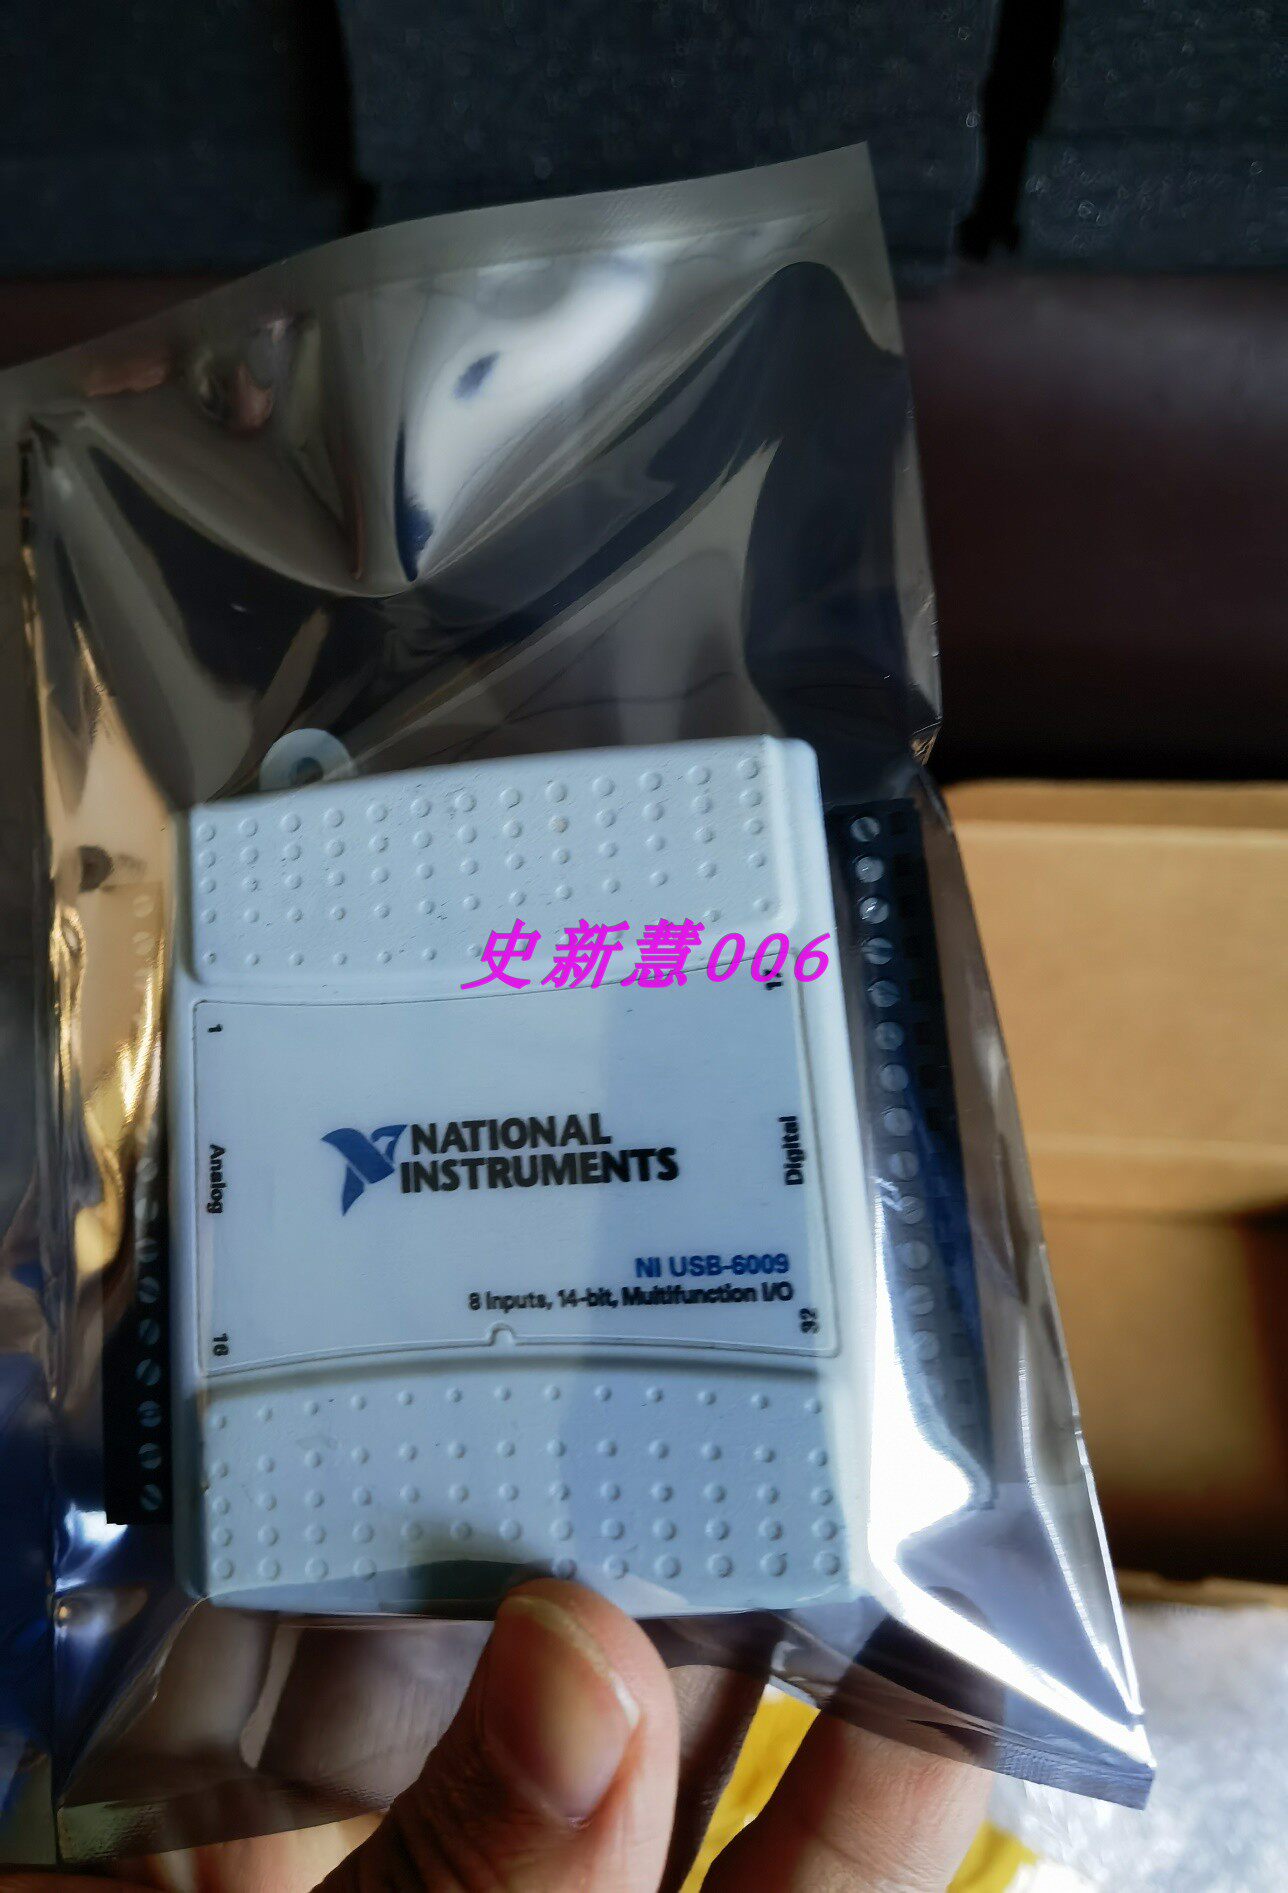 史新慧006
1
17
NATIONAL
INSTRUMENTS
Analog
Digital
NI USB-6009
8 Inputs, 14-bit, Multifunction I/O
16
32